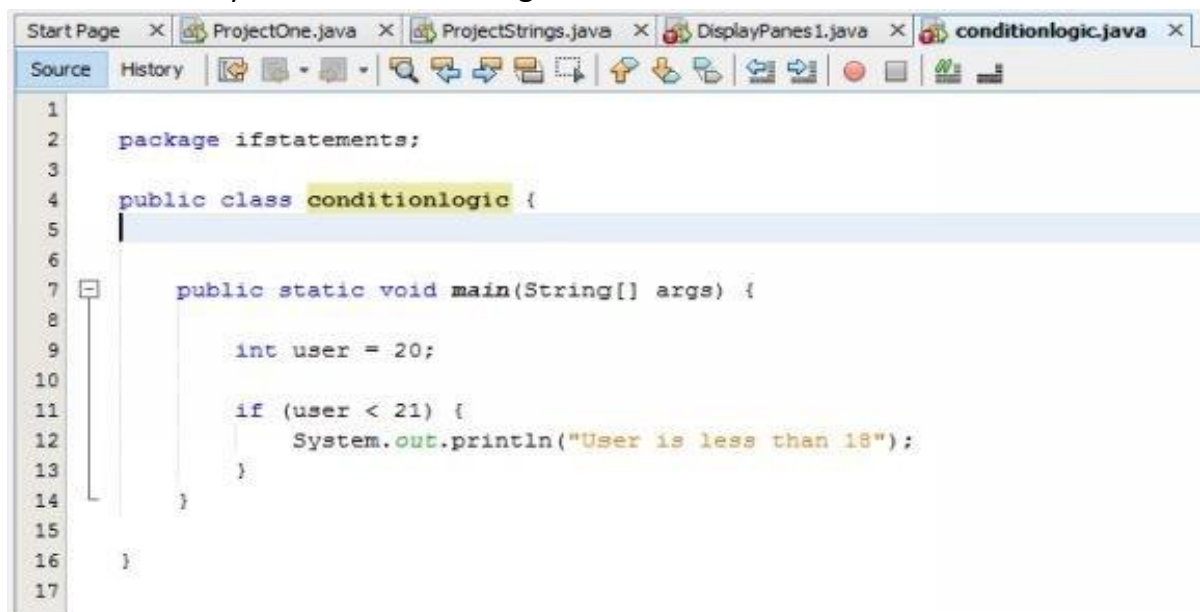 Start Page ProjectOne.java ProjectStrings.java DisplayPanes1.java conditionlogic.java
Source History
1
2 package ifstatements;
3
4 public class conditionlogic {
5
6
7 public static void main(String[] args) {
8
9 int user = 20;
10
11 if (user < 21) {
12 System.out.println("User is less than 18");
13 }
14 }
15
16 }
17